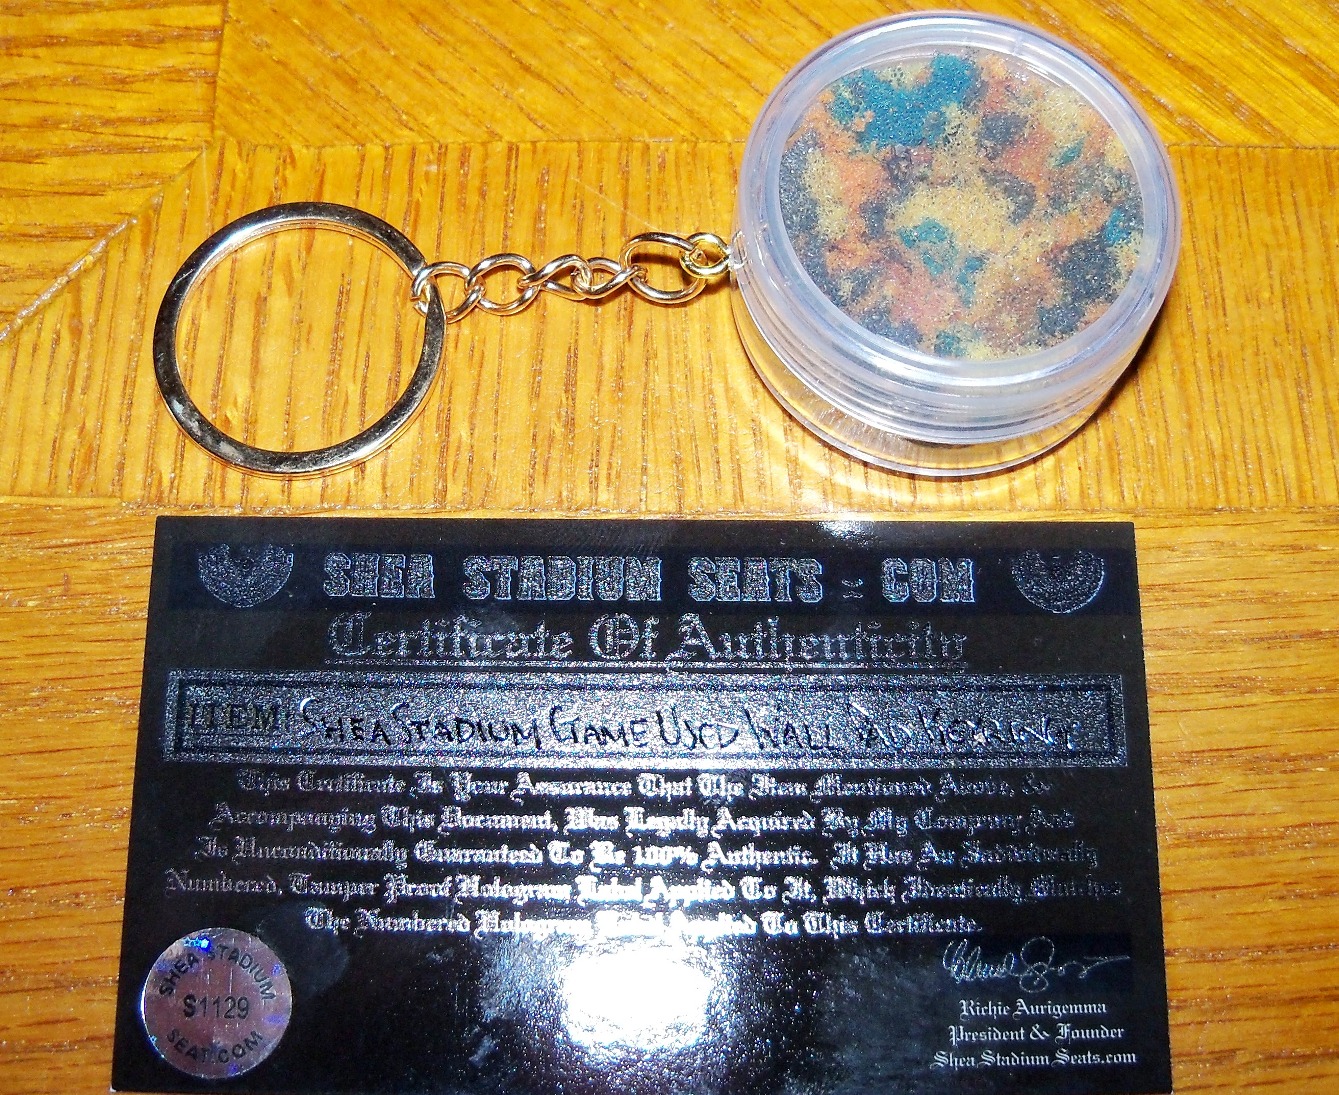 SHEA STADIUM SEATS . COM
Certificate Of Authenticity
ITEM: SHEA STADIUM GAME USED WALL PAD KEYRING
This Certificate Is Your Assurance That The Item Mentioned Above, &
Accompanying This Document, Was Legally Acquired By My Company And
Is Unconditionally Guaranteed To Be 100% Authentic. It Has An Individually
Numbered, Tamper Proof Hologram Label Applied To It, Which Identically Matches
The Numbered Hologram Label Applied To This Certificate.
SHEA STADIUM
S1129
SEAT.COM
Richie Aurigemma
President & Founder
Shea Stadium Seats.com